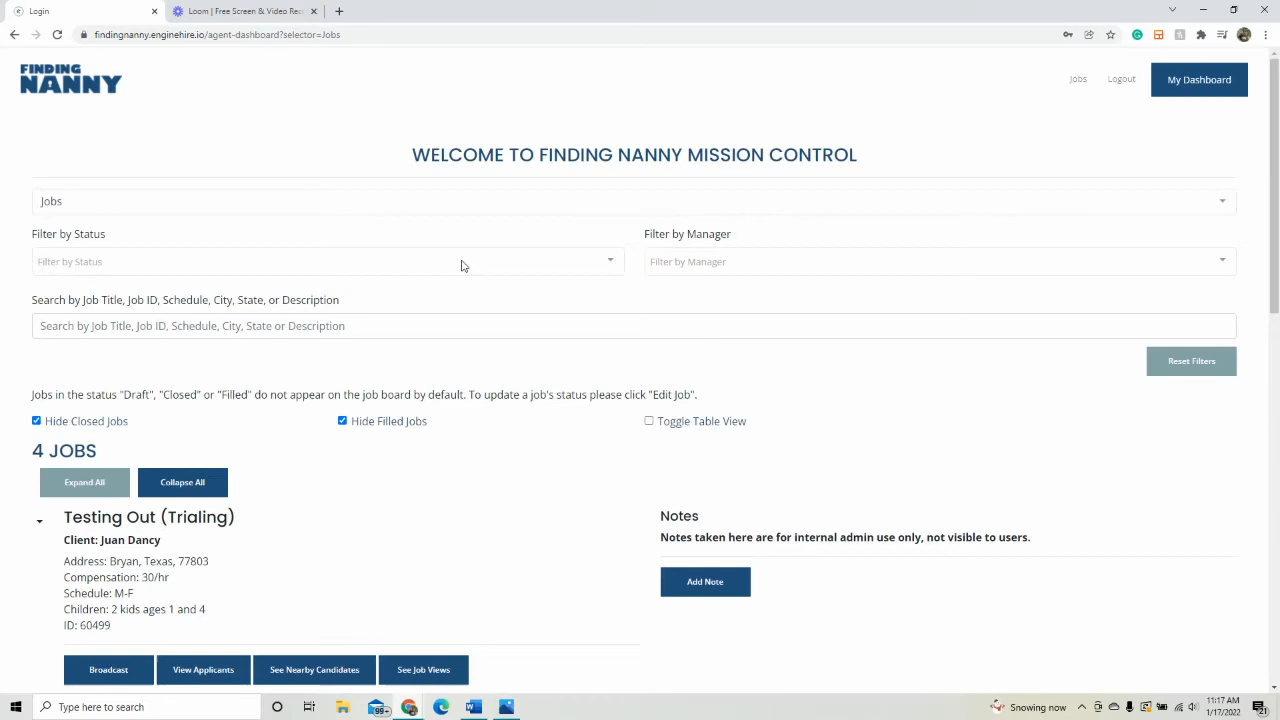 Login
Loom | Free Screen & Video Rec
findingnanny.enginehire.io/agent-dashboard?selector=Jobs
FINDING
NANNY
Jobs
Logout
My Dashboard
WELCOME TO FINDING NANNY MISSION CONTROL
Jobs
Filter by Status
Filter by Manager
Filter by Status
Filter by Manager
Search by Job Title, Job ID, Schedule, City, State, or Description
Search by Job Title, Job ID, Schedule, City, State or Description
Reset Filters
Jobs in the status "Draft", "Closed" or "Filled" do not appear on the job board by default. To update a job's status please click "Edit Job".
Hide Closed Jobs
Hide Filled Jobs
Toggle Table View
4 JOBS
Expand All
Collapse All
Testing Out (Trialing)
Client: Juan Dancy
Address: Bryan, Texas, 77803
Compensation: 30/hr
Schedule: M-F
Children: 2 kids ages 1 and 4
ID: 60499
Notes
Notes taken here are for internal admin use only, not visible to users.
Add Note
Broadcast
View Applicants
See Nearby Candidates
See Job Views
Type here to search
99+
Snowing now
11:17 AM
1/17/2022
21